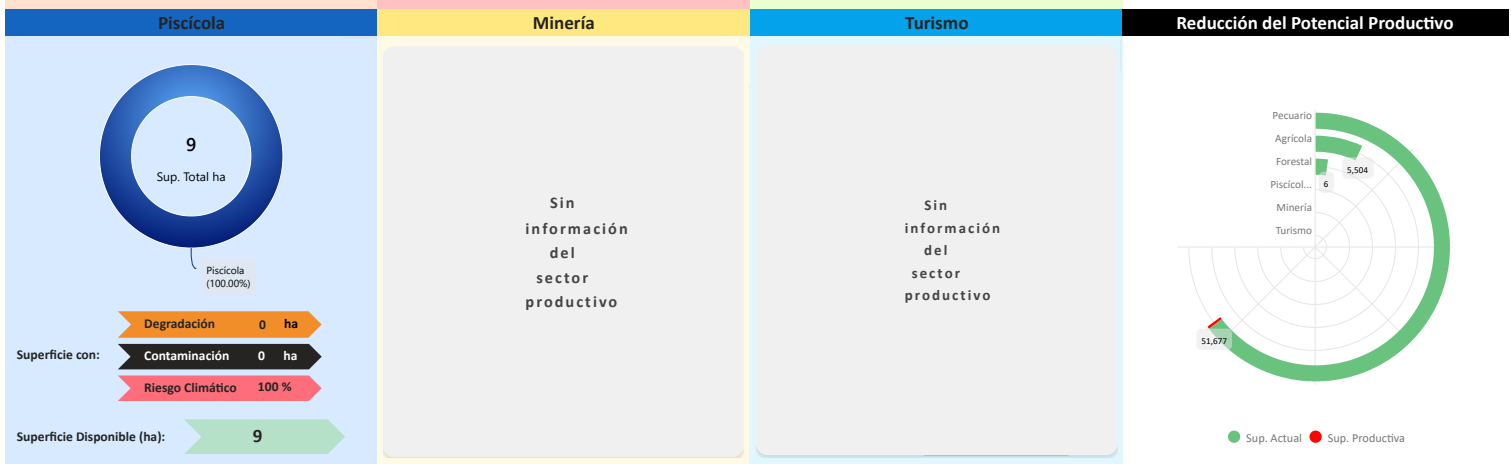 Piscícola
9
Sup. Total ha
Piscícola
(100.00%)
Superficie con:
Degradación 0 ha
Contaminación 0 ha
Riesgo Climático 100 %
Superficie Disponible (ha): 9
Minería
Sin
información
del
sector
productivo
Turismo
Sin
información
del
sector
productivo
Reducción del Potencial Productivo
Pecuario
Agrícola
Forestal
Piscícol...
Minería
Turismo
5,504
6
51,677
Sup. Actual
Sup. Productiva